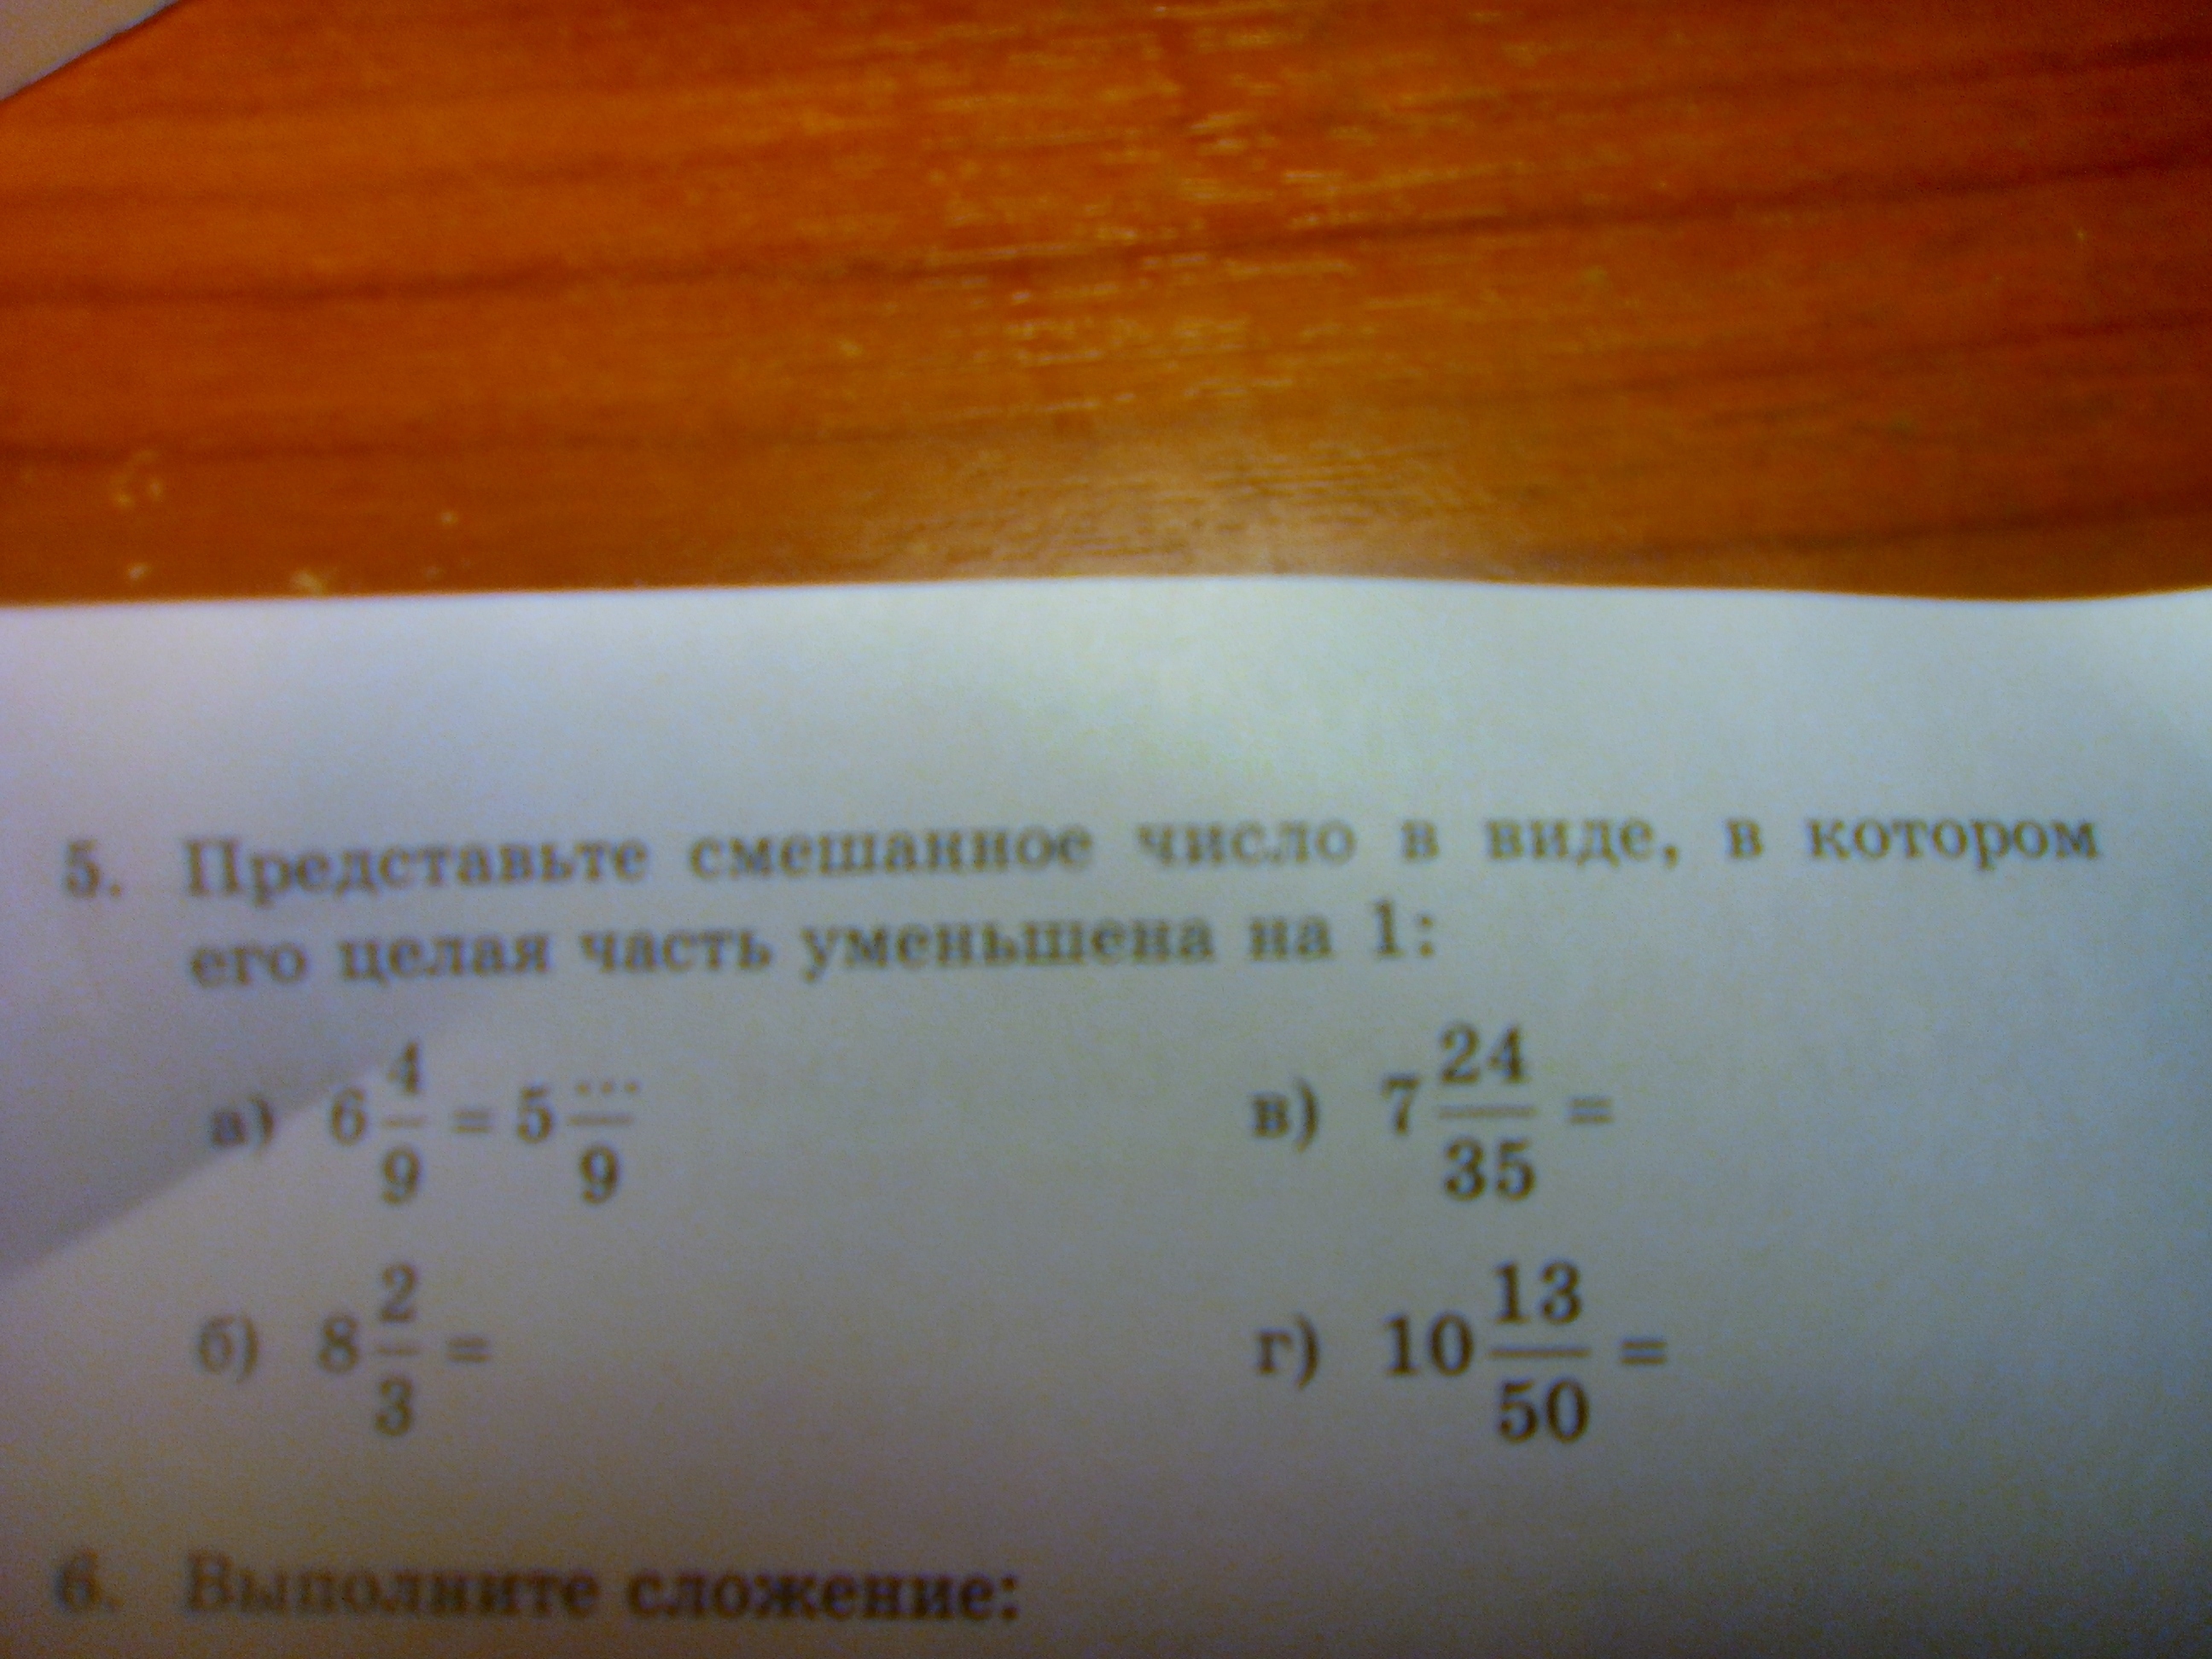 5. Представьте смешанное число в виде, в котором
его целая часть уменьшена на 1:
а) 6 4/9 = 5 .../9
в) 7 24/35 =
б) 8 2/3 =
г) 10 13/50 =
6. Выполните сложение: